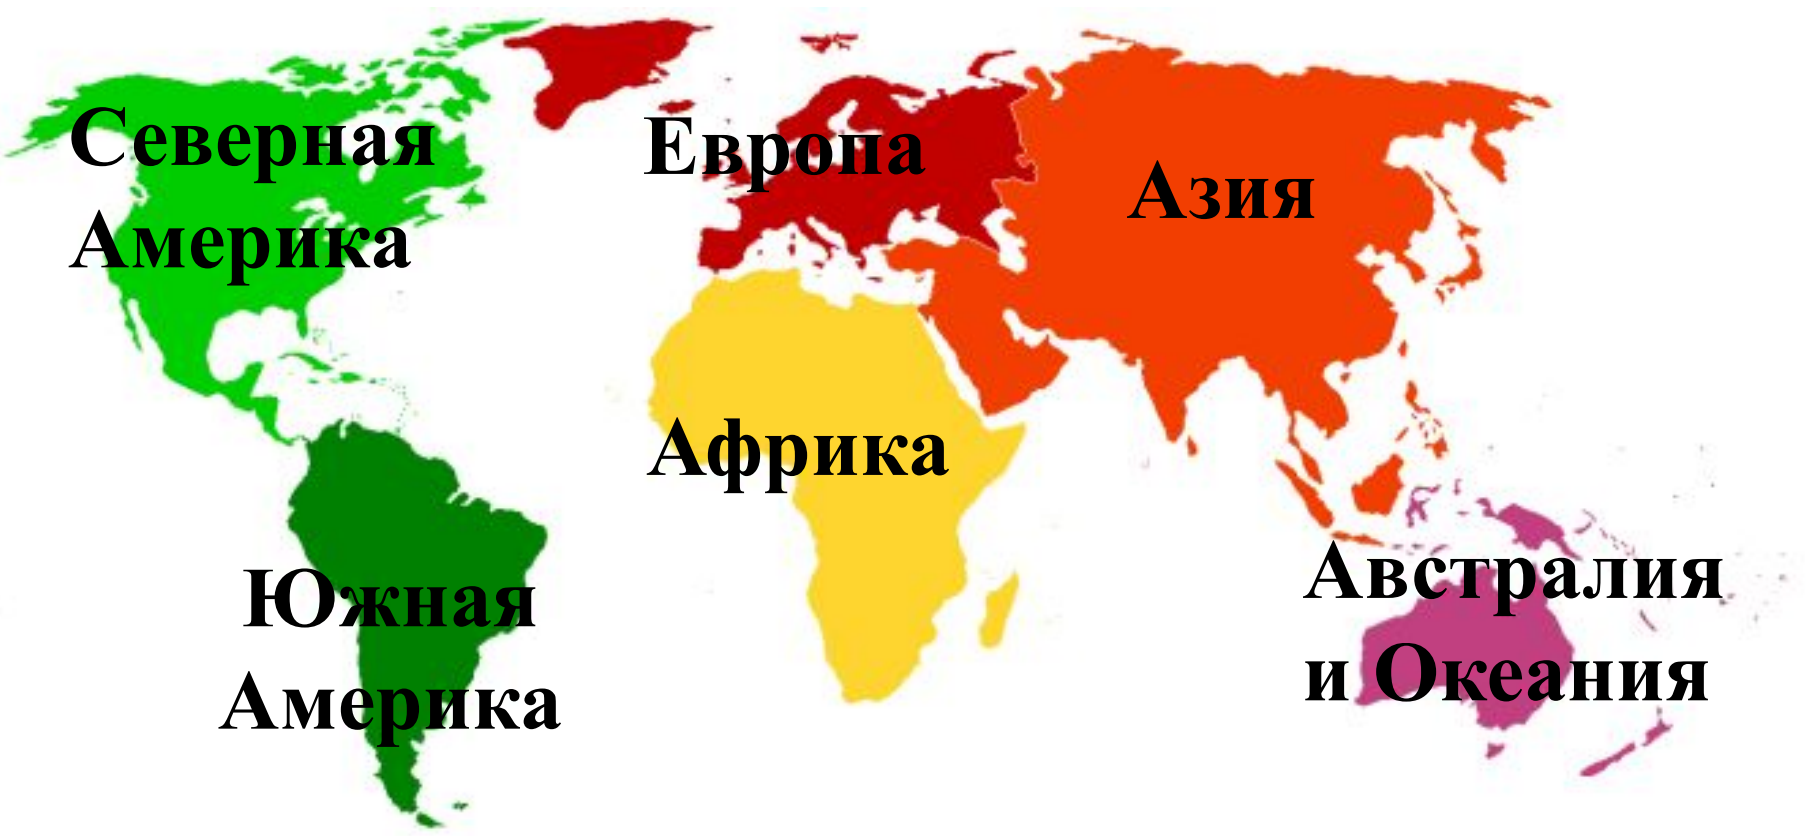 Северная
Америка
Европа
Азия
Африка
Южная
Америка
Австралия
и Океания